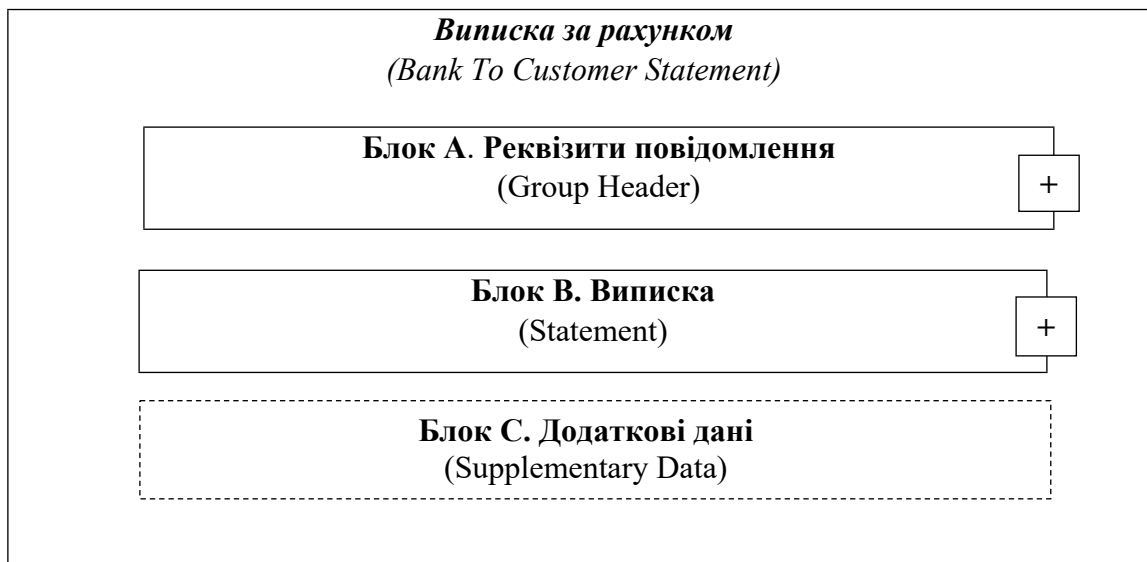 Виписка за рахунком
(Bank To Customer Statement)
Блок А. Реквізити повідомлення
(Group Header)
+
Блок В. Виписка
(Statement)
+
Блок С. Додаткові дані
(Supplementary Data)